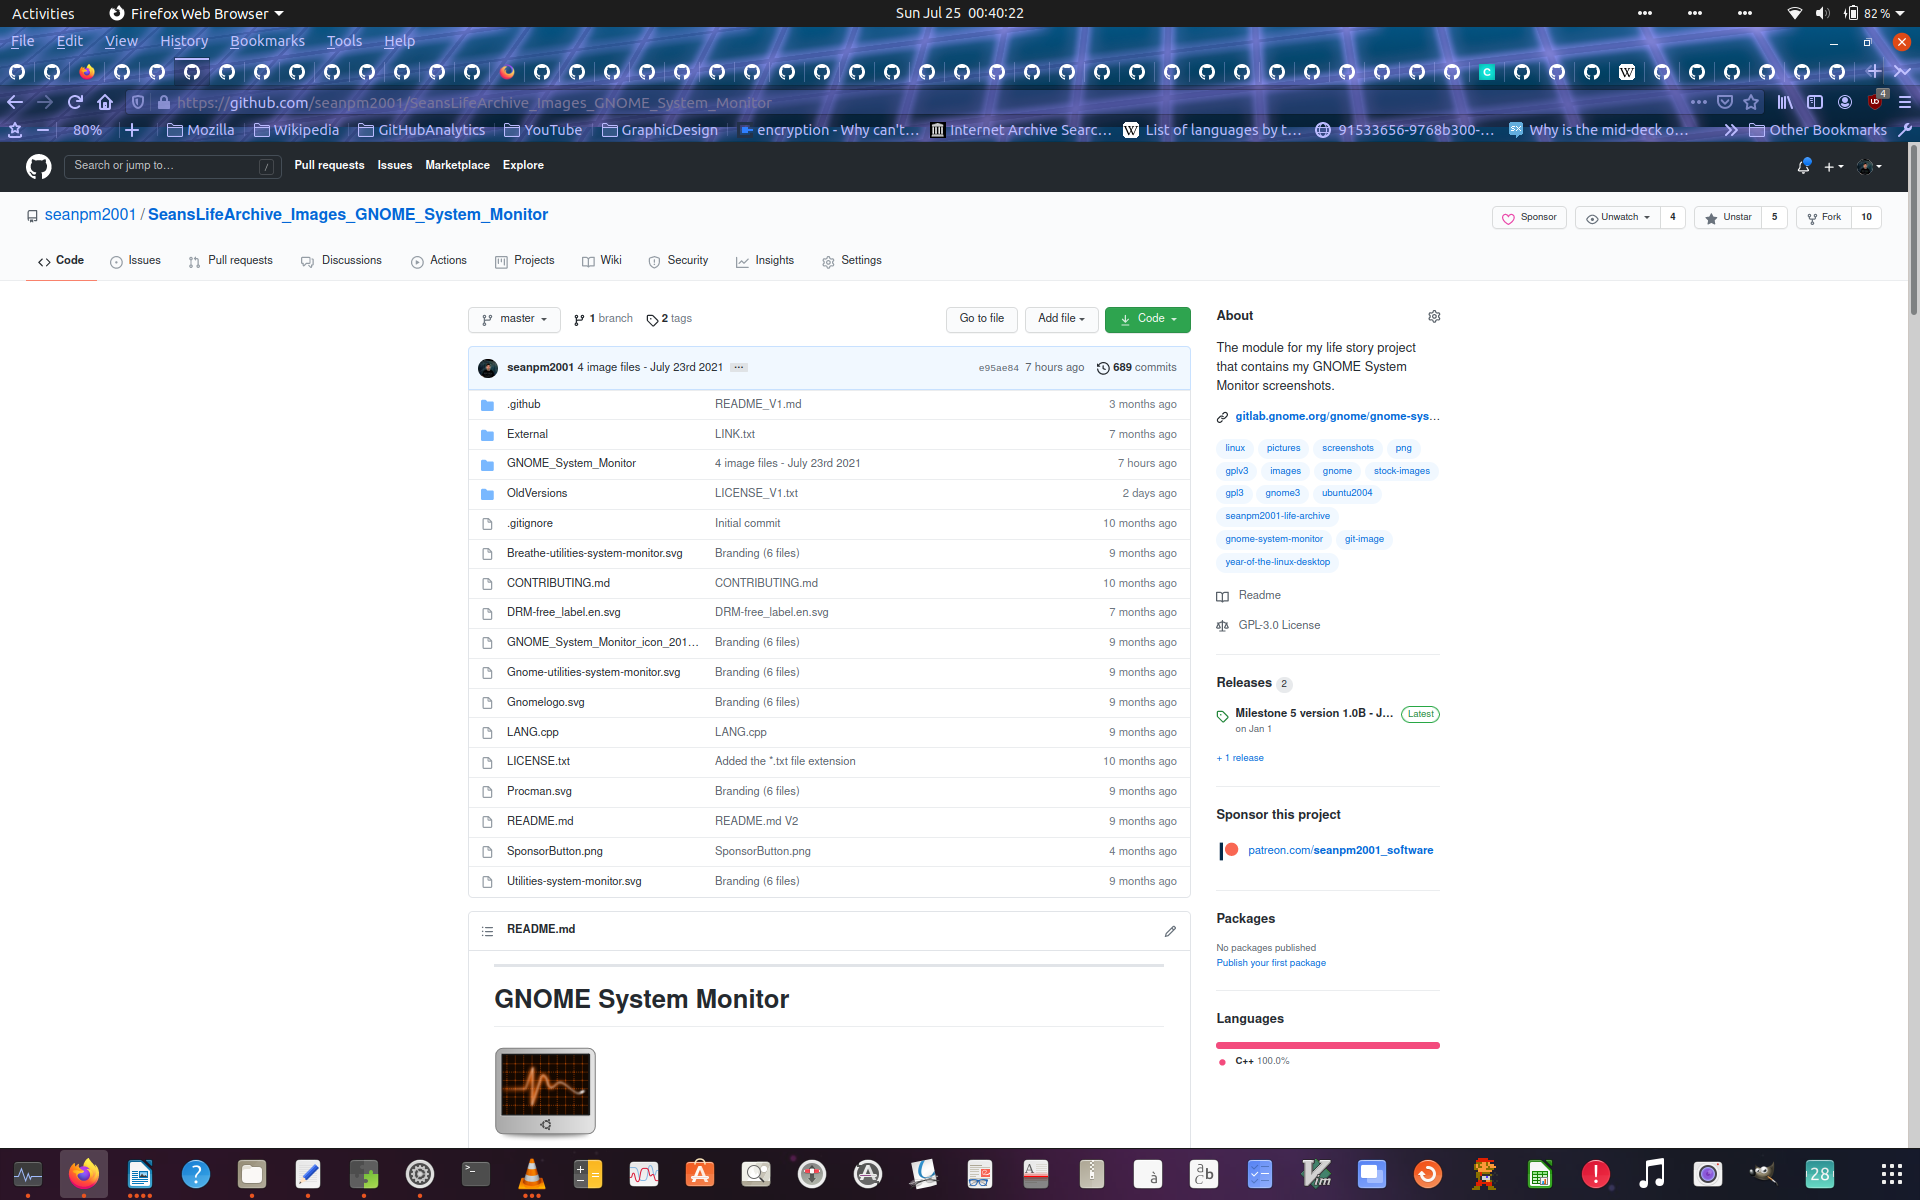 Activities Firefox Web Browser Sun Jul 25 00:40:22 82 %
File Edit View History Bookmarks Tools Help
https://github.com/seanpm2001/SeansLifeArchive_Images_GNOME_System_Monitor
80% Mozilla Wikipedia GitHubAnalytics YouTube GraphicDesign encryption - Why can't… Internet Archive Searc… List of languages by t… 91533656-9768b300-… Why is the mid-deck o… Other Bookmarks
Search or jump to… / Pull requests Issues Marketplace Explore
seanpm2001 / SeansLifeArchive_Images_GNOME_System_Monitor Sponsor Unwatch 4 Unstar 5 Fork 10
Code Issues Pull requests Discussions Actions Projects Wiki Security Insights Settings
master 1 branch 2 tags Go to file Add file Code
seanpm2001 4 image files - July 23rd 2021 e95ae84 7 hours ago 689 commits
.github README_V1.md 3 months ago
External LINK.txt 7 months ago
GNOME_System_Monitor 4 image files - July 23rd 2021 7 hours ago
OldVersions LICENSE_V1.txt 2 days ago
.gitignore Initial commit 10 months ago
Breathe-utilities-system-monitor.svg Branding (6 files) 9 months ago
CONTRIBUTING.md CONTRIBUTING.md 10 months ago
DRM-free_label.en.svg DRM-free_label.en.svg 7 months ago
GNOME_System_Monitor_icon_201… Branding (6 files) 9 months ago
Gnome-utilities-system-monitor.svg Branding (6 files) 9 months ago
Gnomelogo.svg Branding (6 files) 9 months ago
LANG.cpp LANG.cpp 9 months ago
LICENSE.txt Added the *.txt file extension 10 months ago
Procman.svg Branding (6 files) 9 months ago
README.md README.md V2 9 months ago
SponsorButton.png SponsorButton.png 4 months ago
Utilities-system-monitor.svg Branding (6 files) 9 months ago
README.md
GNOME System Monitor
About
The module for my life story project
that contains my GNOME System
Monitor screenshots.
gitlab.gnome.org/gnome/gnome-sys…
linux pictures screenshots png
gplv3 images gnome stock-images
gpl3 gnome3 ubuntu2004
seanpm2001-life-archive
gnome-system-monitor git-image
year-of-the-linux-desktop
Readme
GPL-3.0 License
Releases 2
Milestone 5 version 1.0B - J… Latest
on Jan 1
+ 1 release
Sponsor this project
patreon.com/seanpm2001_software
Packages
No packages published
Publish your first package
Languages
C++ 100.0%
28